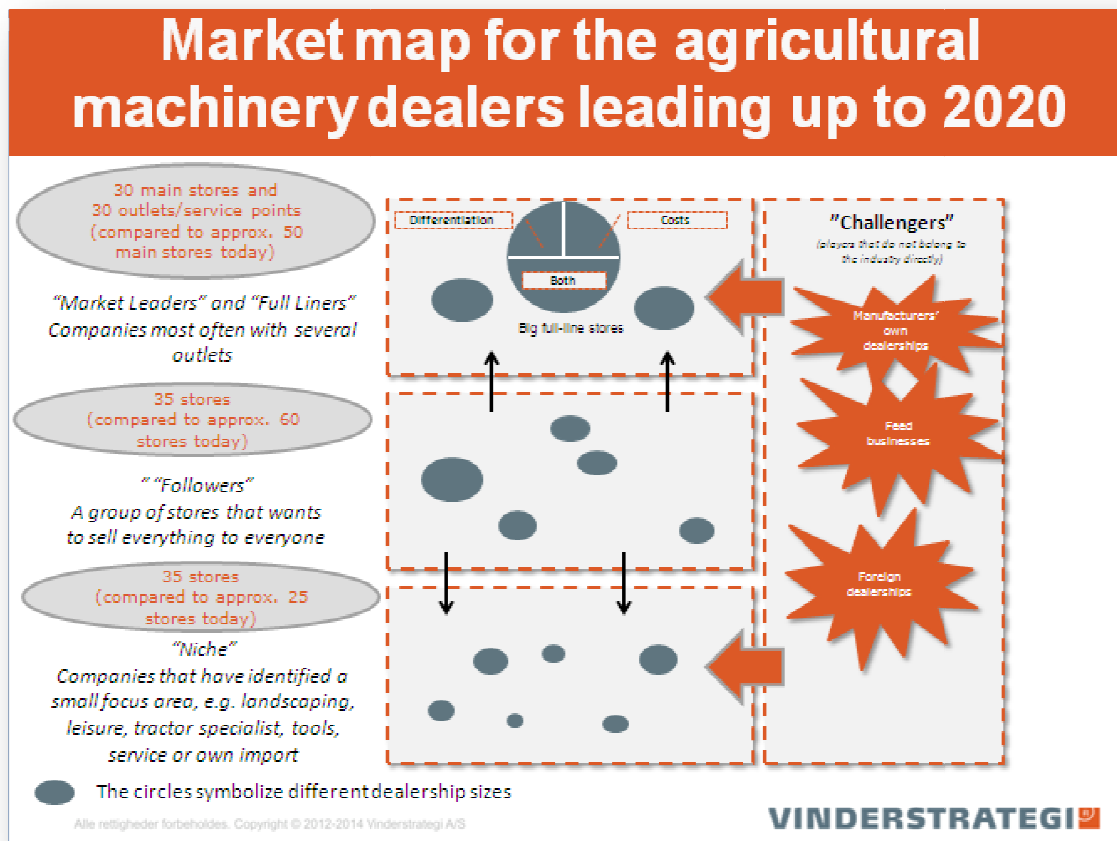 Market map for the agricultural
machinery dealers leading up to 2020
30 main stores and
30 outlets/service points
(compared to approx. 50
main stores today)
“Market Leaders” and “Full Liners”
Companies most often with several
outlets
35 stores
(compared to approx. 60
stores today)
” “Followers”
A group of stores that wants
to sell everything to everyone
35 stores
(compared to approx. 25
stores today)
“Niche”
Companies that have identified a
small focus area, e.g. landscaping,
leisure, tractor specialist, tools,
service or own import
Differentiation
Costs
Both
Big full-line stores
”Challengers”
(players that do not belong to
the industry directly)
Manufacturers’
own
dealerships
Feed
businesses
Foreign
dealerships
The circles symbolize different dealership sizes
Alle rettigheder forbeholdes. Copyright © 2012-2014 Vinderstrategi A/S
VINDERSTRATEGI